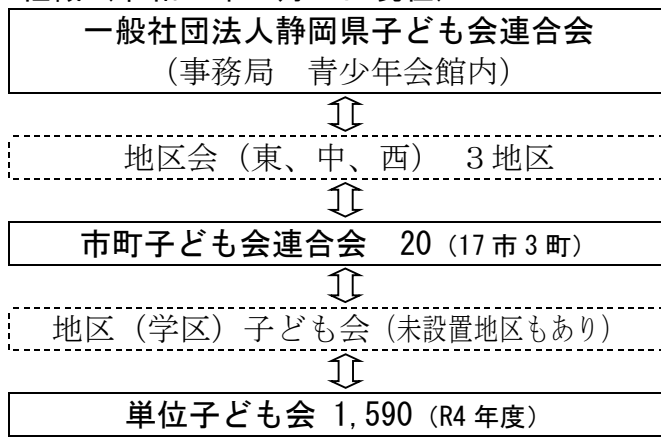 一般社団法人静岡県子ども会連合会
(事務局　青少年会館内)
地区会（東、中、西）　３地区
市町子ども会連合会　20（17市3町）
地区（学区）子ども会（未設置地区もあり）
単位子ども会 1,590（R4年度）